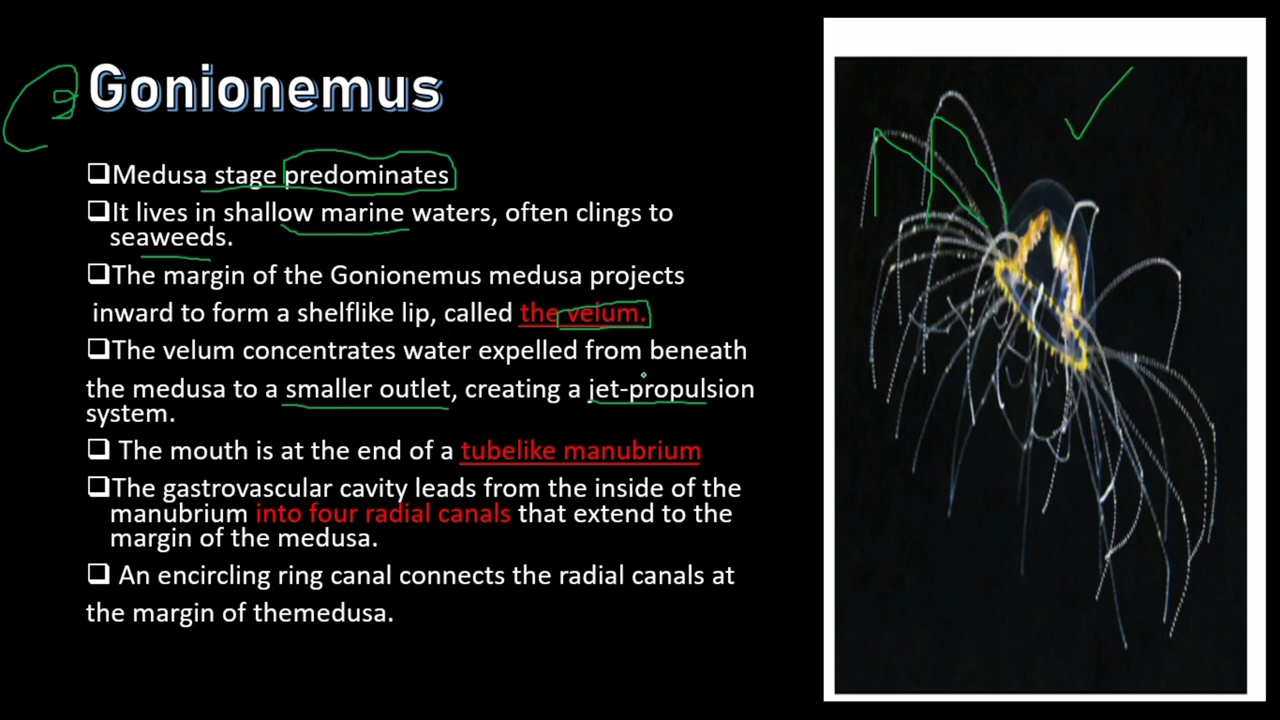 Gonionemus
❑Medusa stage predominates
❑It lives in shallow marine waters, often clings to
seaweeds.
❑The margin of the Gonionemus medusa projects
inward to form a shelflike lip, called the velum.
❑The velum concentrates water expelled from beneath
the medusa to a smaller outlet, creating a jet-propulsion
system.
❑ The mouth is at the end of a tubelike manubrium
❑The gastrovascular cavity leads from the inside of the
manubrium into four radial canals that extend to the
margin of the medusa.
❑ An encircling ring canal connects the radial canals at
the margin of themedusa.